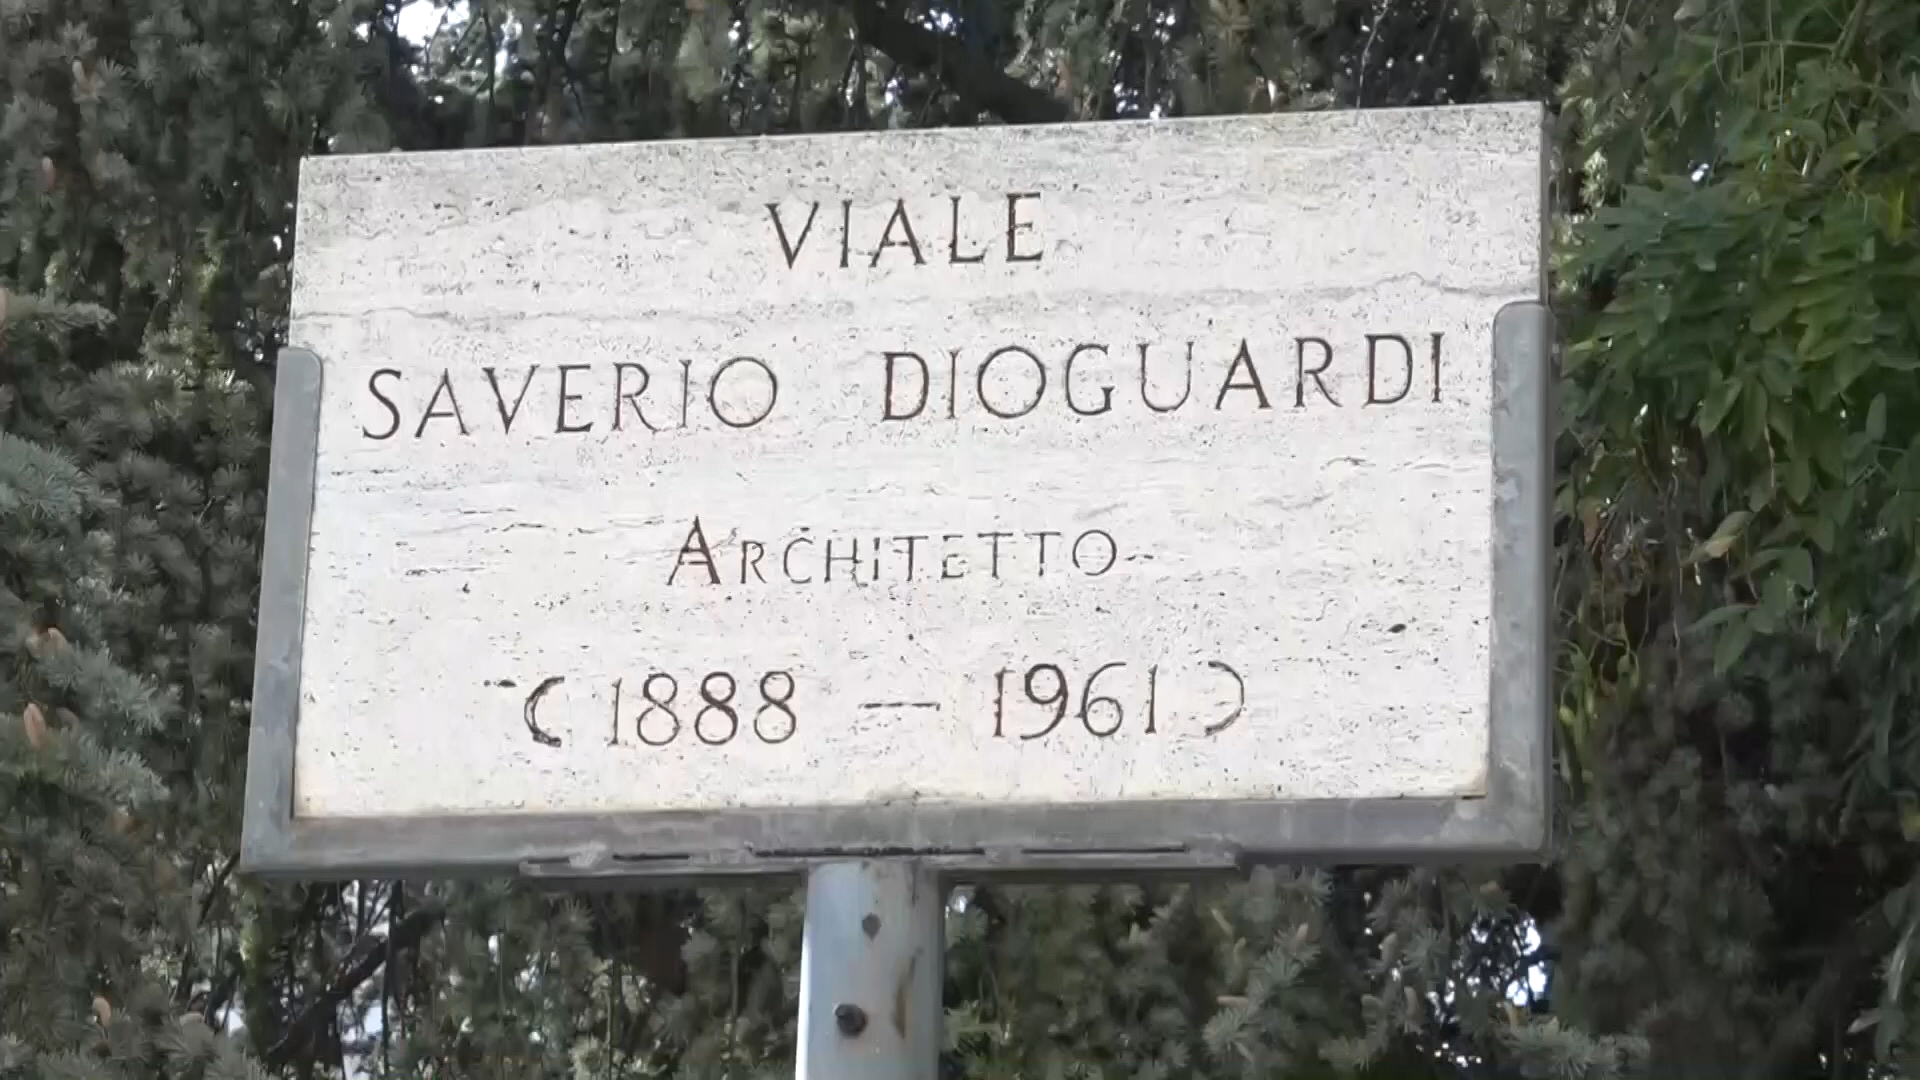 VIALE
SAVERIO DIOGUARDI
ARCHITETTO
(1888 — 1961)